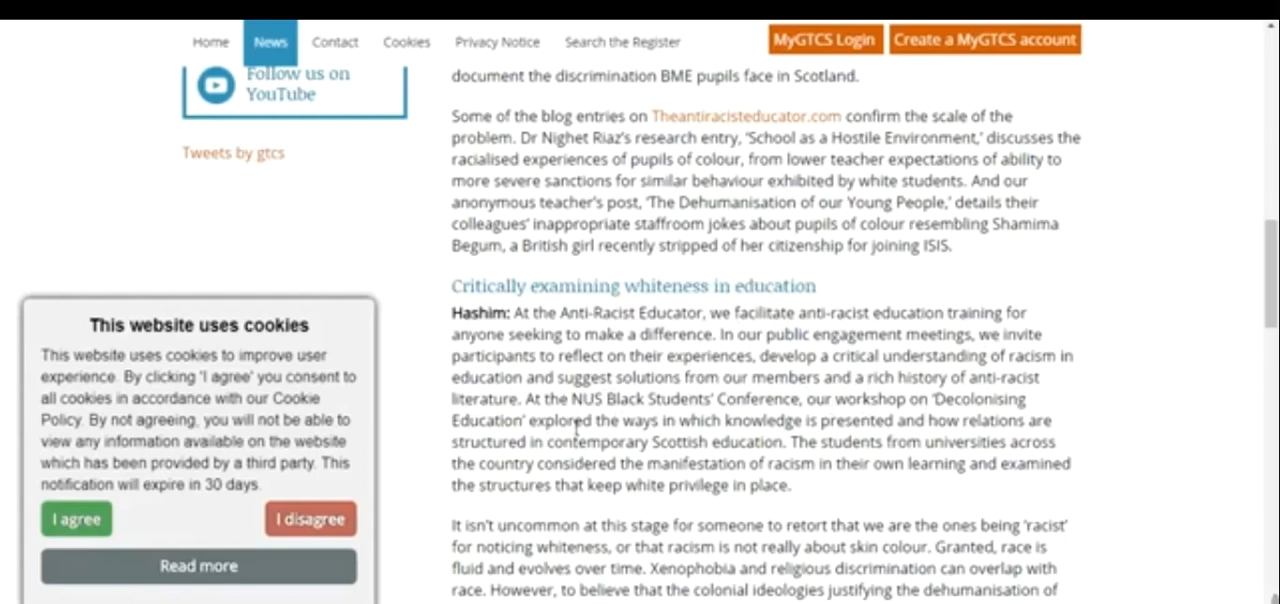 Home
News
Contact
Cookies
Privacy Notice
Search the Register
MyGTCS Login
Create a MyGTCS account
Follow us on
YouTube
Tweets by gtcs
document the discrimination BME pupils face in Scotland.
Some of the blog entries on Theantiracisteducator.com confirm the scale of the
problem. Dr Nighet Riaz's research entry, 'School as a Hostile Environment,' discusses the
racialised experiences of pupils of colour, from lower teacher expectations of ability to
more severe sanctions for similar behaviour exhibited by white students. And our
anonymous teacher's post, 'The Dehumanisation of our Young People,' details their
colleagues' inappropriate staffroom jokes about pupils of colour resembling Shamima
Begum, a British girl recently stripped of her citizenship for joining ISIS.
Critically examining whiteness in education
Hashim: At the Anti-Racist Educator, we facilitate anti-racist education training for
anyone seeking to make a difference. In our public engagement meetings, we invite
participants to reflect on their experiences, develop a critical understanding of racism in
education and suggest solutions from our members and a rich history of anti-racist
literature. At the NUS Black Students' Conference, our workshop on 'Decolonising
Education' explored the ways in which knowledge is presented and how relations are
structured in contemporary Scottish education. The students from universities across
the country considered the manifestation of racism in their own learning and examined
the structures that keep white privilege in place.
It isn't uncommon at this stage for someone to retort that we are the ones being 'racist'
for noticing whiteness, or that racism is not really about skin colour. Granted, race is
fluid and evolves over time. Xenophobia and religious discrimination can overlap with
race. However, to believe that the colonial ideologies justifying the dehumanisation of
This website uses cookies
This website uses cookies to improve user
experience. By clicking 'I agree' you consent to
all cookies in accordance with our Cookie
Policy. By not agreeing, you will not be able to
view any information available on the website
which has been provided by a third party. This
notification will expire in 30 days.
I agree
I disagree
Read more